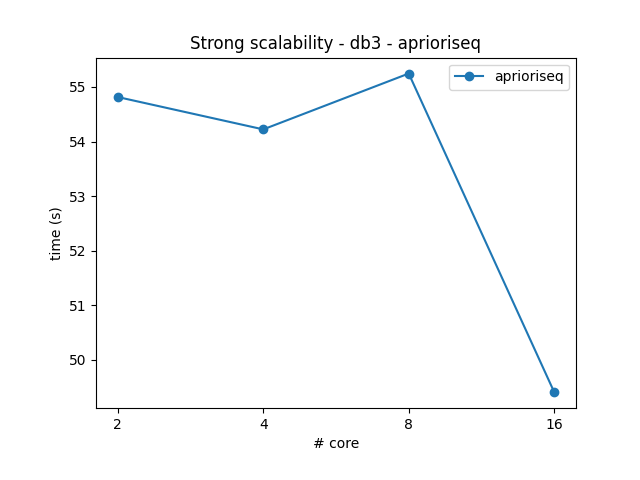 Strong scalability - db3 - aprioriseq
aprioriseq
time (s)
55
54
53
52
51
50
2 4 8 16
# core